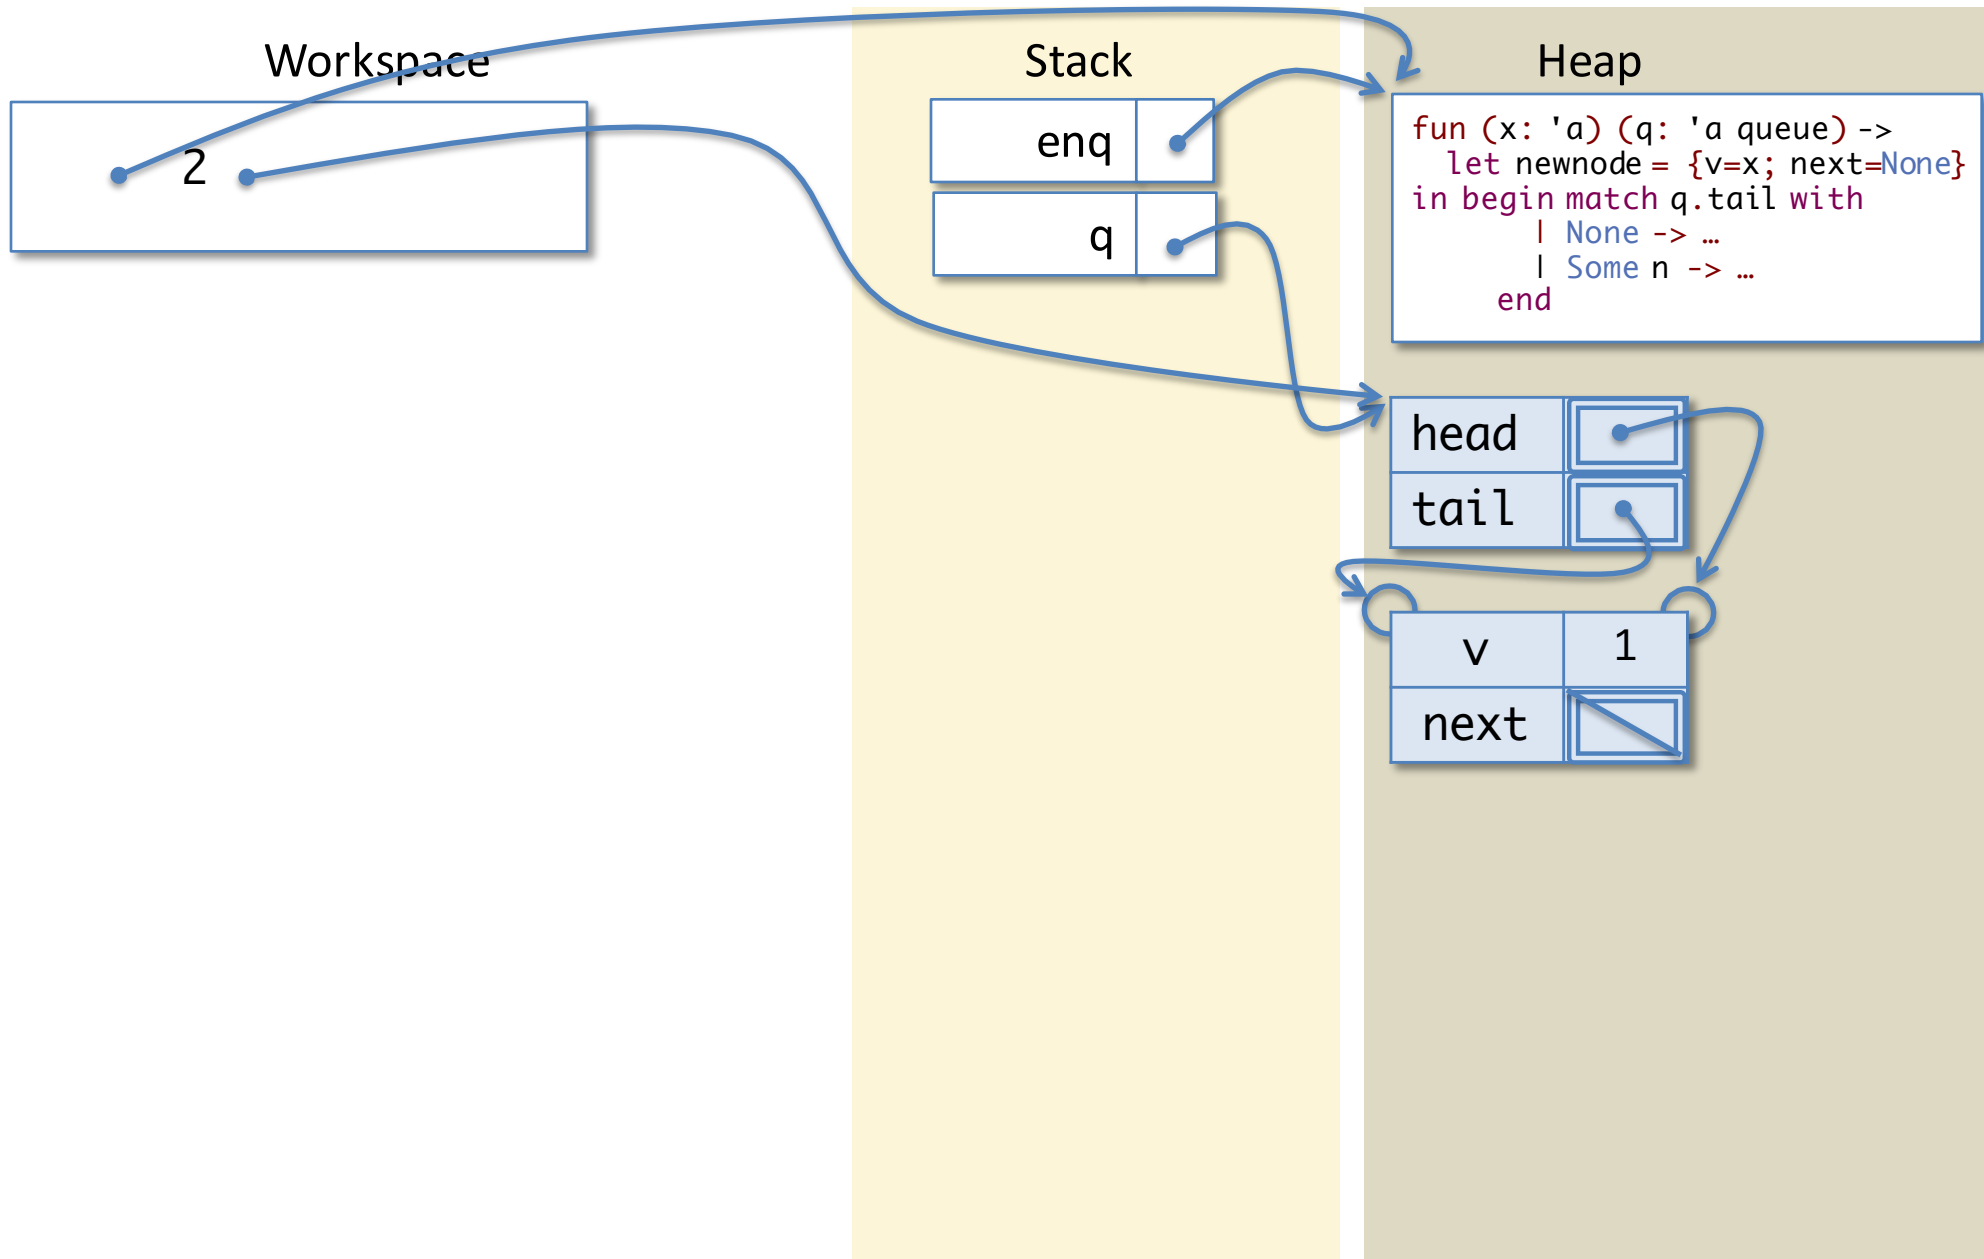 Workspace
2
Stack
enq
q
Heap
fun (x: 'a) (q: 'a queue) ->
let newnode = {v=x; next=None}
in begin match q.tail with
| None -> …
| Some n -> …
end
head
tail
v 1
next